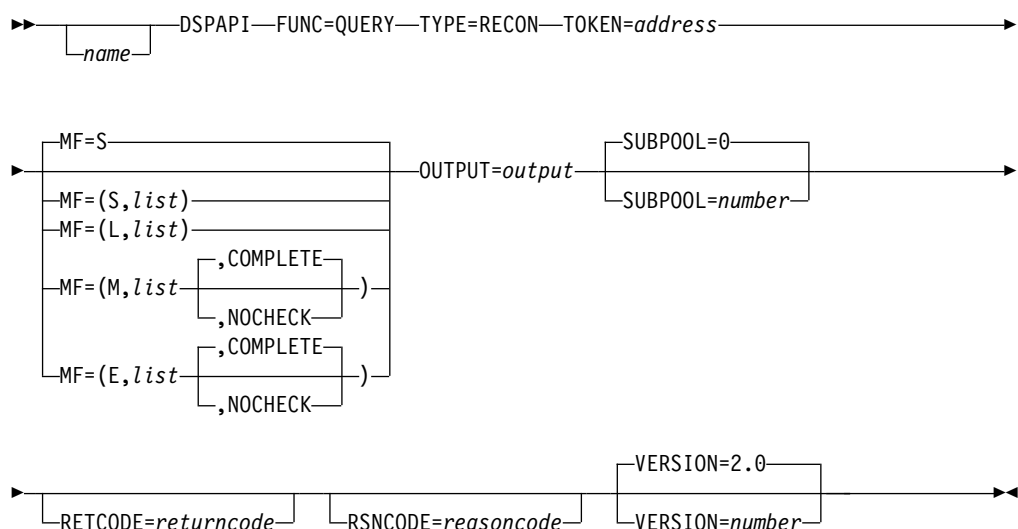 DSPAPI FUNC=QUERY TYPE=RECON TOKEN=address
name
MF=S
OUTPUT=output
SUBPOOL=0
MF=(S,list)
SUBPOOL=number
MF=(L,list)
,COMPLETE
MF=(M,list )
,NOCHECK
,COMPLETE
MF=(E,list )
,NOCHECK
VERSION=2.0
RETCODE=returncode
RSNCODE=reasoncode
VERSION=number